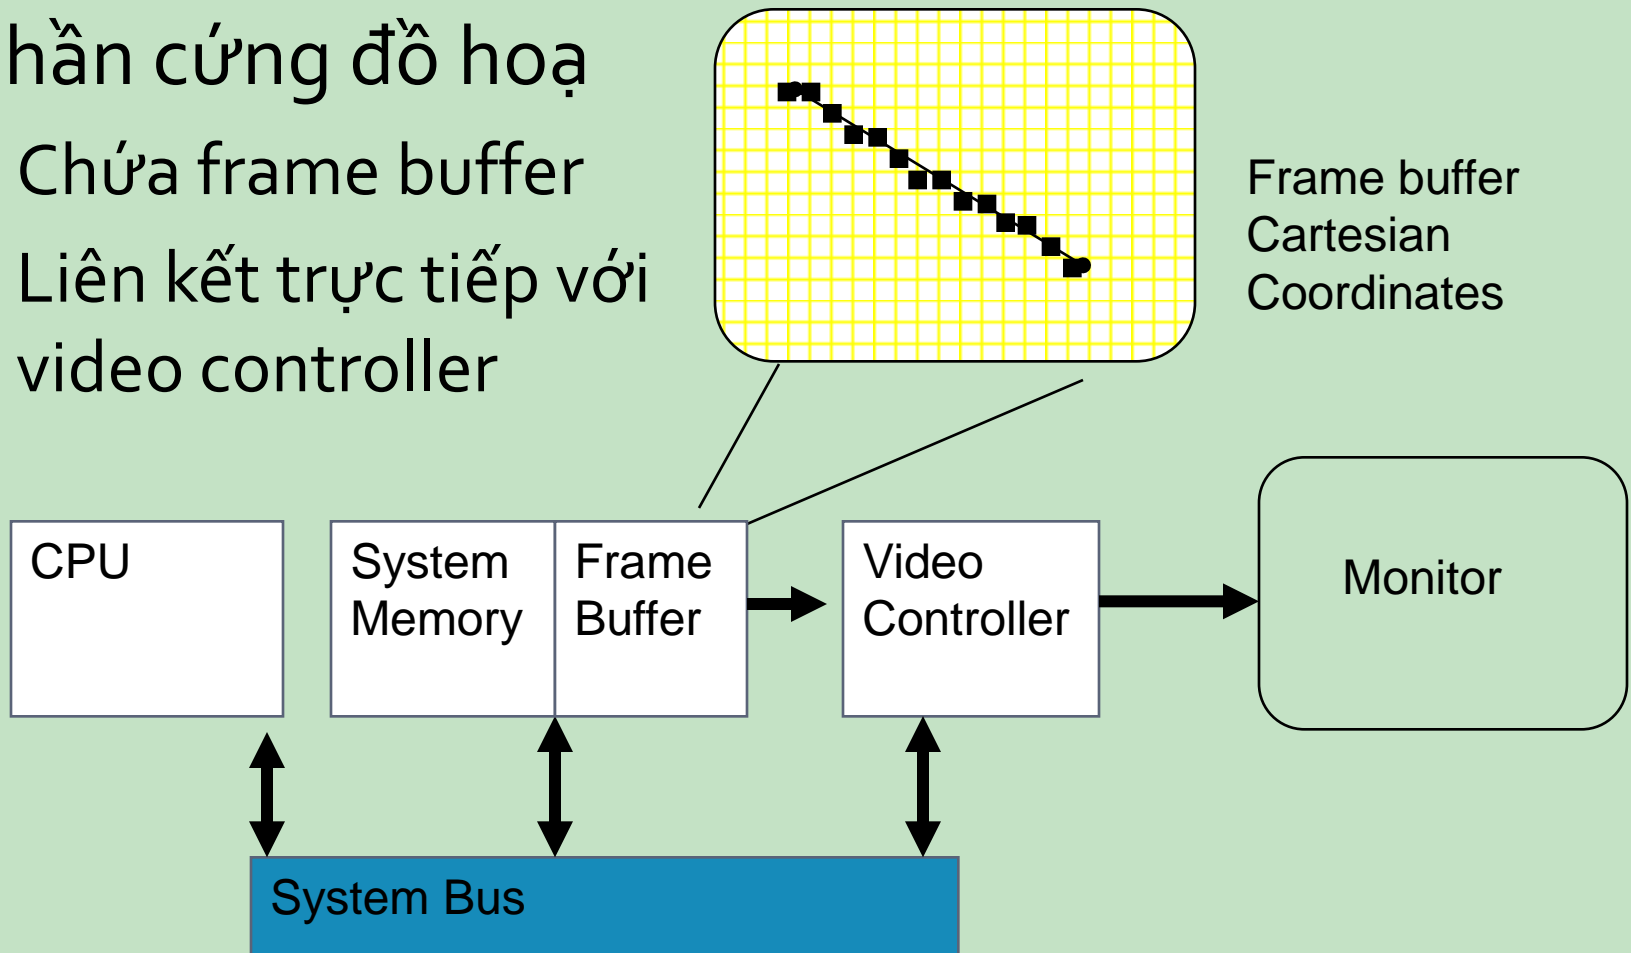 hần cứng đồ hoạ
Chứa frame buffer
Liên kết trực tiếp với
video controller
Frame buffer
Cartesian
Coordinates
CPU
System
Memory
Frame
Buffer
Video
Controller
Monitor
System Bus